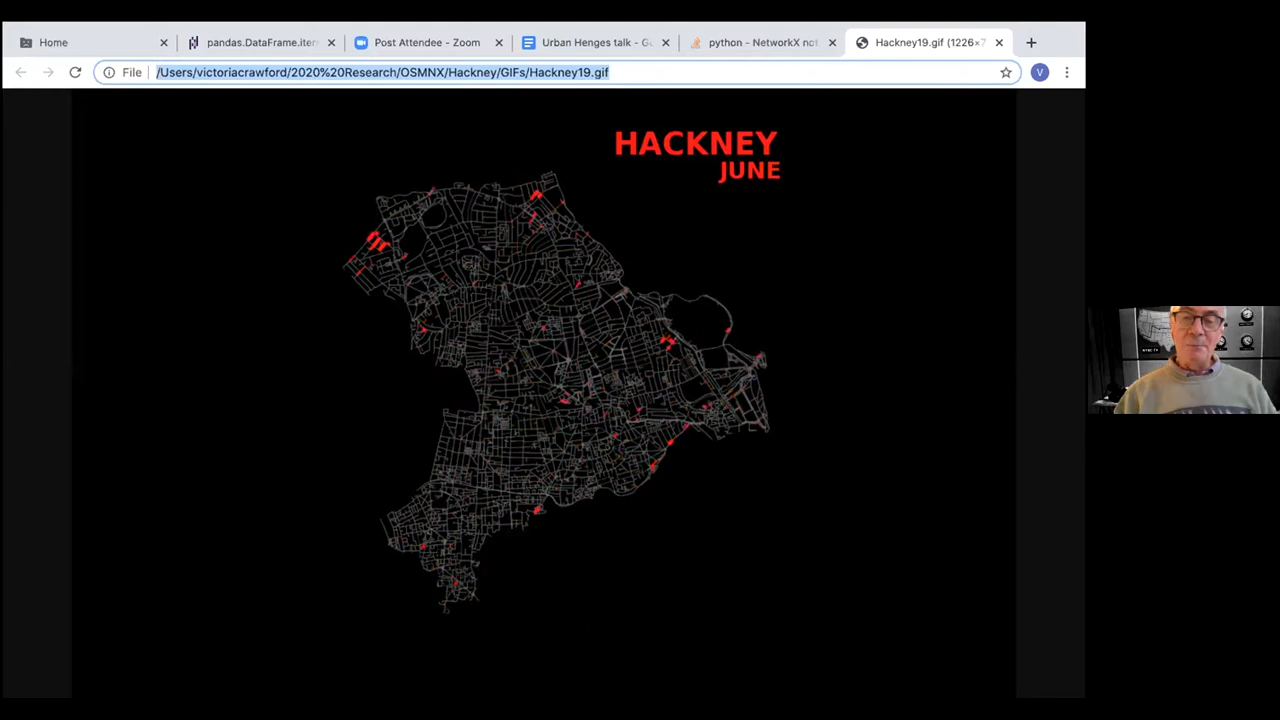 Home
pandas.DataFrame.iter
Post Attendee - Zoom
Urban Henges talk - G
python - NetworkX not
Hackney19.gif (1226×7
File
/Users/victoriacrawford/2020%20Research/OSMNX/Hackney/GIFs/Hackney19.gif
V
HACKNEY
JUNE